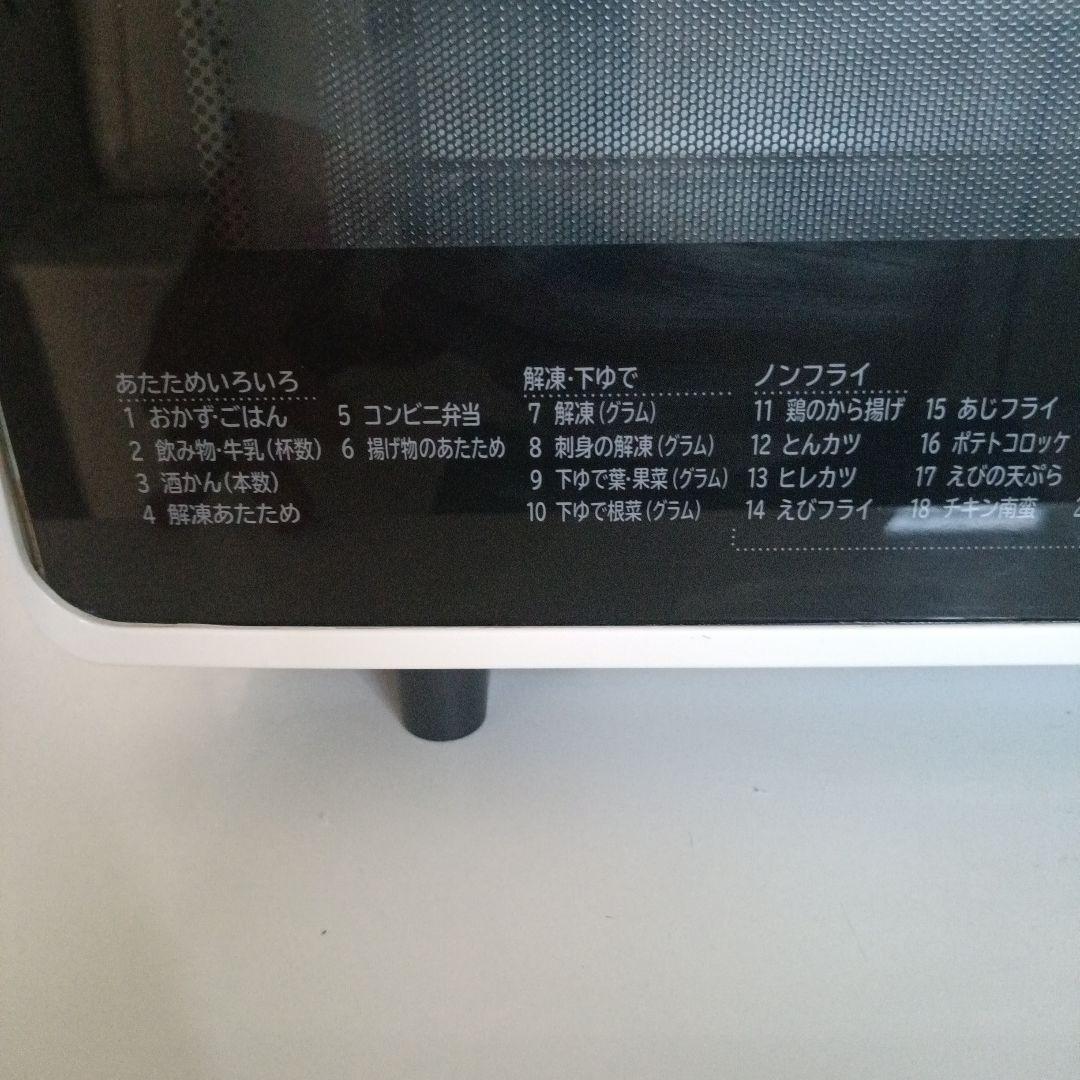 あたためいろいろ
1 おかず・ごはん
2 飲み物・牛乳(杯数)
3 酒かん(本数)
4 解凍あたため
5 コンビニ弁当
6 揚げ物のあたため
解凍・下ゆで
7 解凍(グラム)
8 刺身の解凍(グラム)
9 下ゆで葉・果菜(グラム)
10 下ゆで根菜(グラム)
ノンフライ
11 鶏のから揚げ
12 とんカツ
13 ヒレカツ
14 えびフライ
15 あじフライ
16 ポテトコロッケ
17 えびの天ぷら
18 チキン南蛮